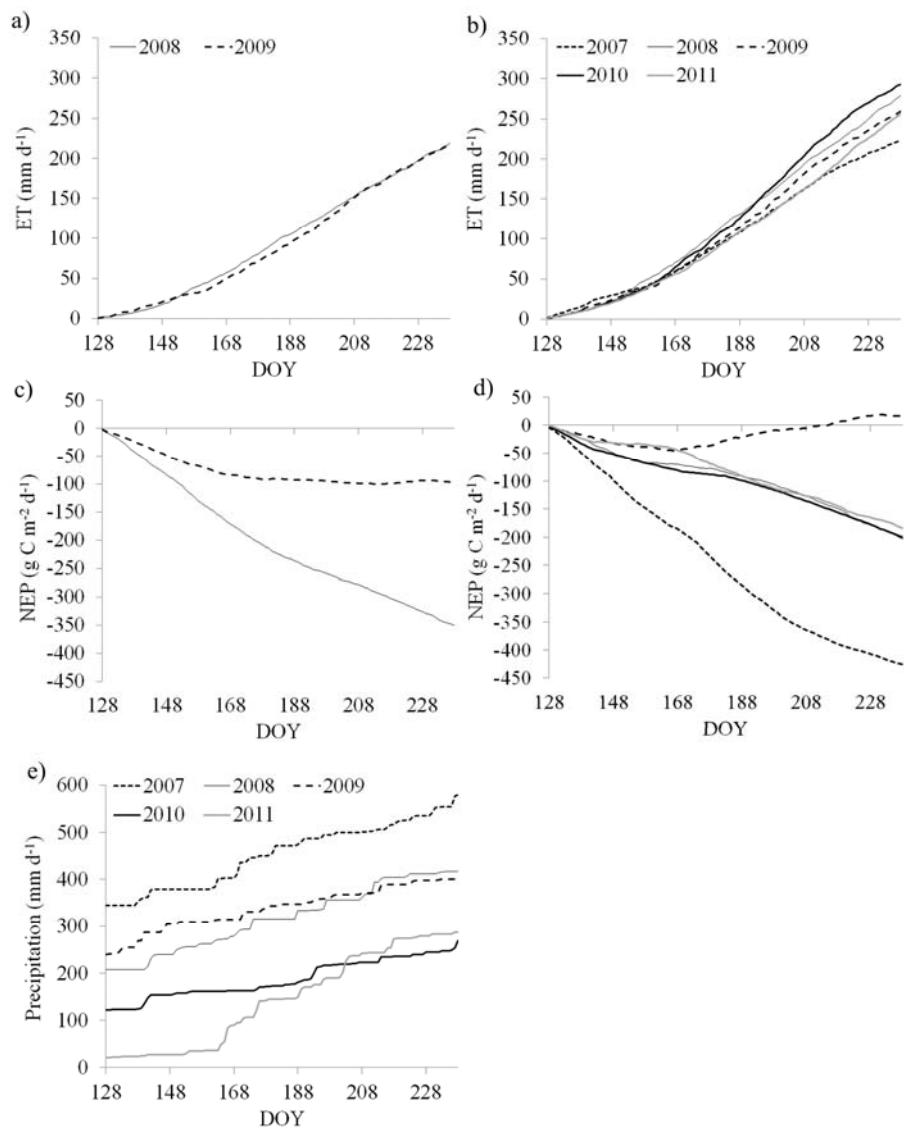 a)
2008 2009
350
300
250
200
150
100
50
0
ET (mm d⁻¹)
128 148 168 188 208 228
DOY
b)
2007 2008 2009
2010 2011
350
300
250
200
150
100
50
0
ET (mm d⁻¹)
128 148 168 188 208 228
DOY
c)
50
0
-50
-100
-150
-200
-250
-300
-350
-400
-450
NEP (g C m⁻² d⁻¹)
128 148 168 188 208 228
DOY
d)
50
0
-50
-100
-150
-200
-250
-300
-350
-400
-450
NEP (g C m⁻² d⁻¹)
128 148 168 188 208 228
DOY
e)
2007 2008 2009
2010 2011
600
500
400
300
200
100
0
Precipitation (mm d⁻¹)
128 148 168 188 208 228
DOY